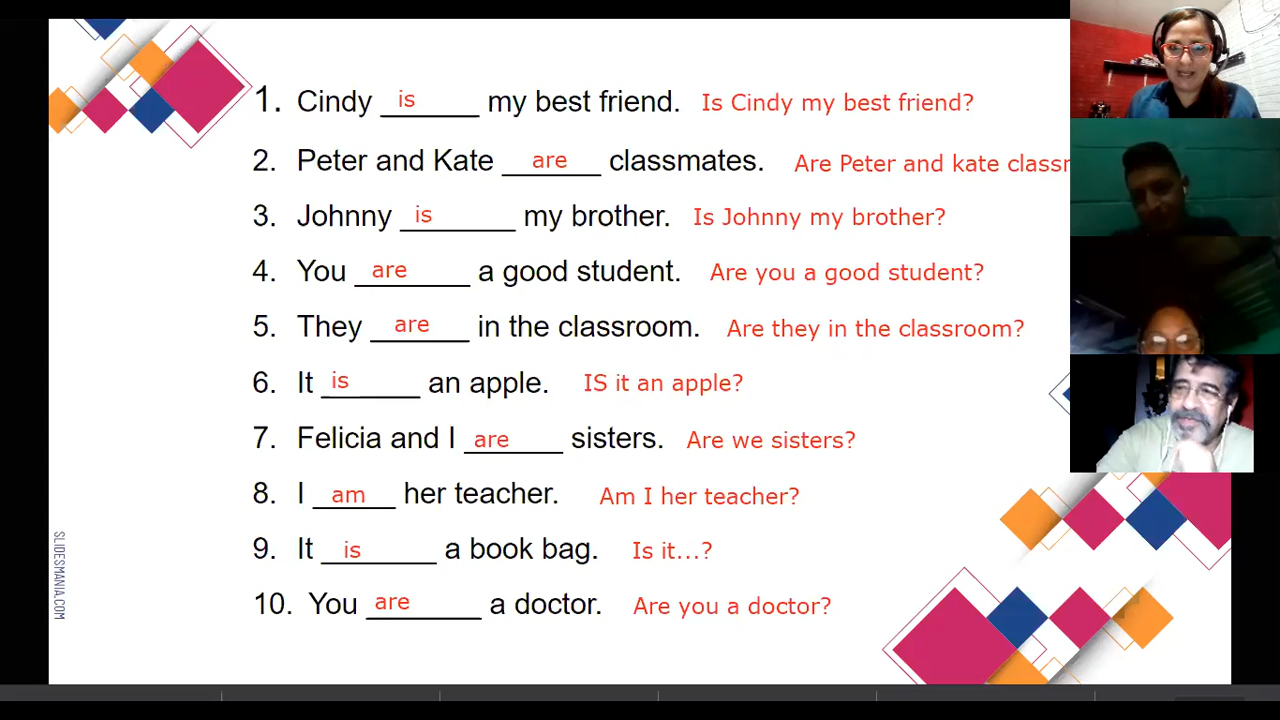 1. Cindy is my best friend. Is Cindy my best friend?
2. Peter and Kate are classmates. Are Peter and kate
3. Johnny is my brother. Is Johnny my brother?
4. You are a good student. Are you a good student?
5. They are in the classroom. Are they in the classroom?
6. It is an apple. IS it an apple?
7. Felicia and I are sisters. Are we sisters?
8. I am her teacher. Am I her teacher?
9. It is a book bag. Is it...?
10. You are a doctor. Are you a doctor?
SLIDESMANIA.COM